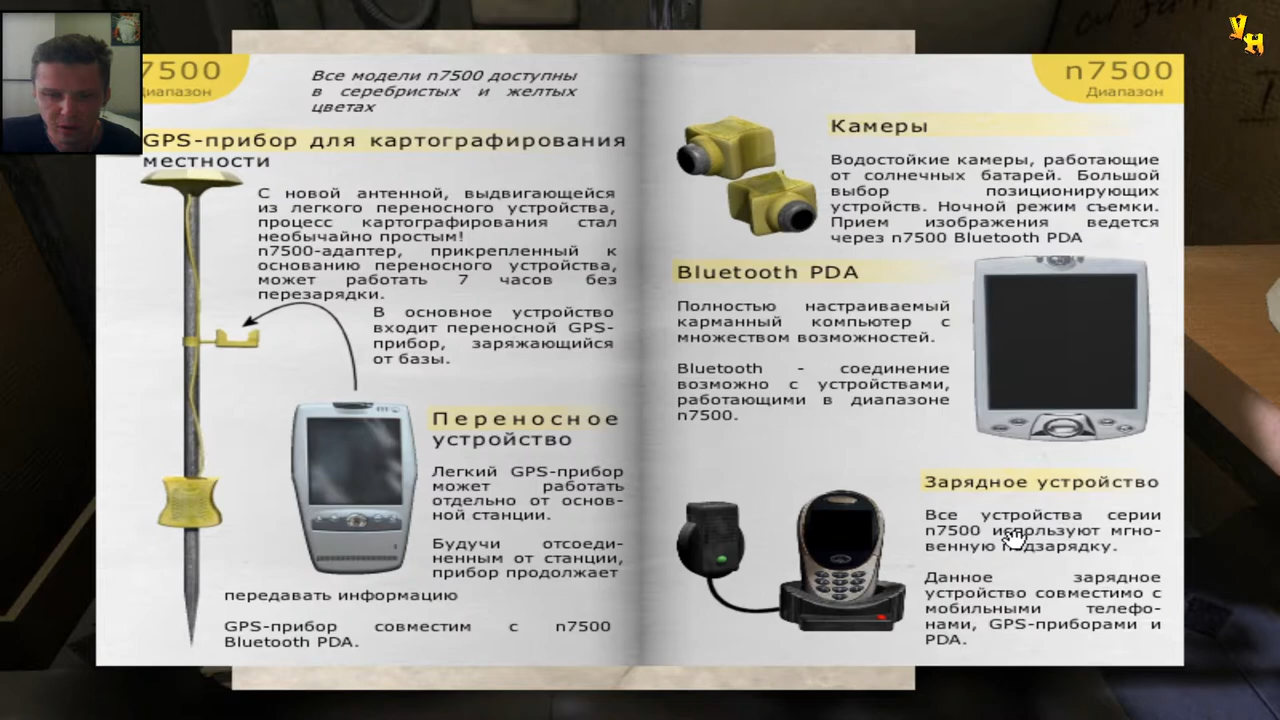 7500
Диапазон
Все модели n7500 доступны
в серебристых и желтых
цветах
GPS-прибор для картографирования
местности
С новой антенной, выдвигающейся
из легкого переносного устройства,
процесс картографирования стал
необычайно простым!
n7500-адаптер, прикрепленный к
основанию переносного устройства,
может работать 7 часов без
перезарядки.
В основное устройство
входит переносной GPS-
прибор, заряжающийся
от базы.
Переносное
устройство
Легкий GPS-прибор
может работать
отдельно от основ-
ной станции.
Будучи отсоеди-
ненным от станции,
прибор продолжает
передавать информацию
GPS-прибор совместим с n7500
Bluetooth PDA.
n7500
Диапазон
Камеры
Водостойкие камеры, работающие
от солнечных батарей. Большой
выбор позиционирующих
устройств. Ночной режим съемки.
Прием изображения ведется
через n7500 Bluetooth PDA
Bluetooth PDA
Полностью настраиваемый
карманный компьютер с
множеством возможностей.
Bluetooth - соединение
возможно с устройствами,
работающими в диапазоне
n7500.
Зарядное устройство
Все устройства серии
n7500 используют мгно-
венную подзарядку.
Данное зарядное
устройство совместимо с
мобильными телефо-
нами, GPS-приборами и
PDA.
УН